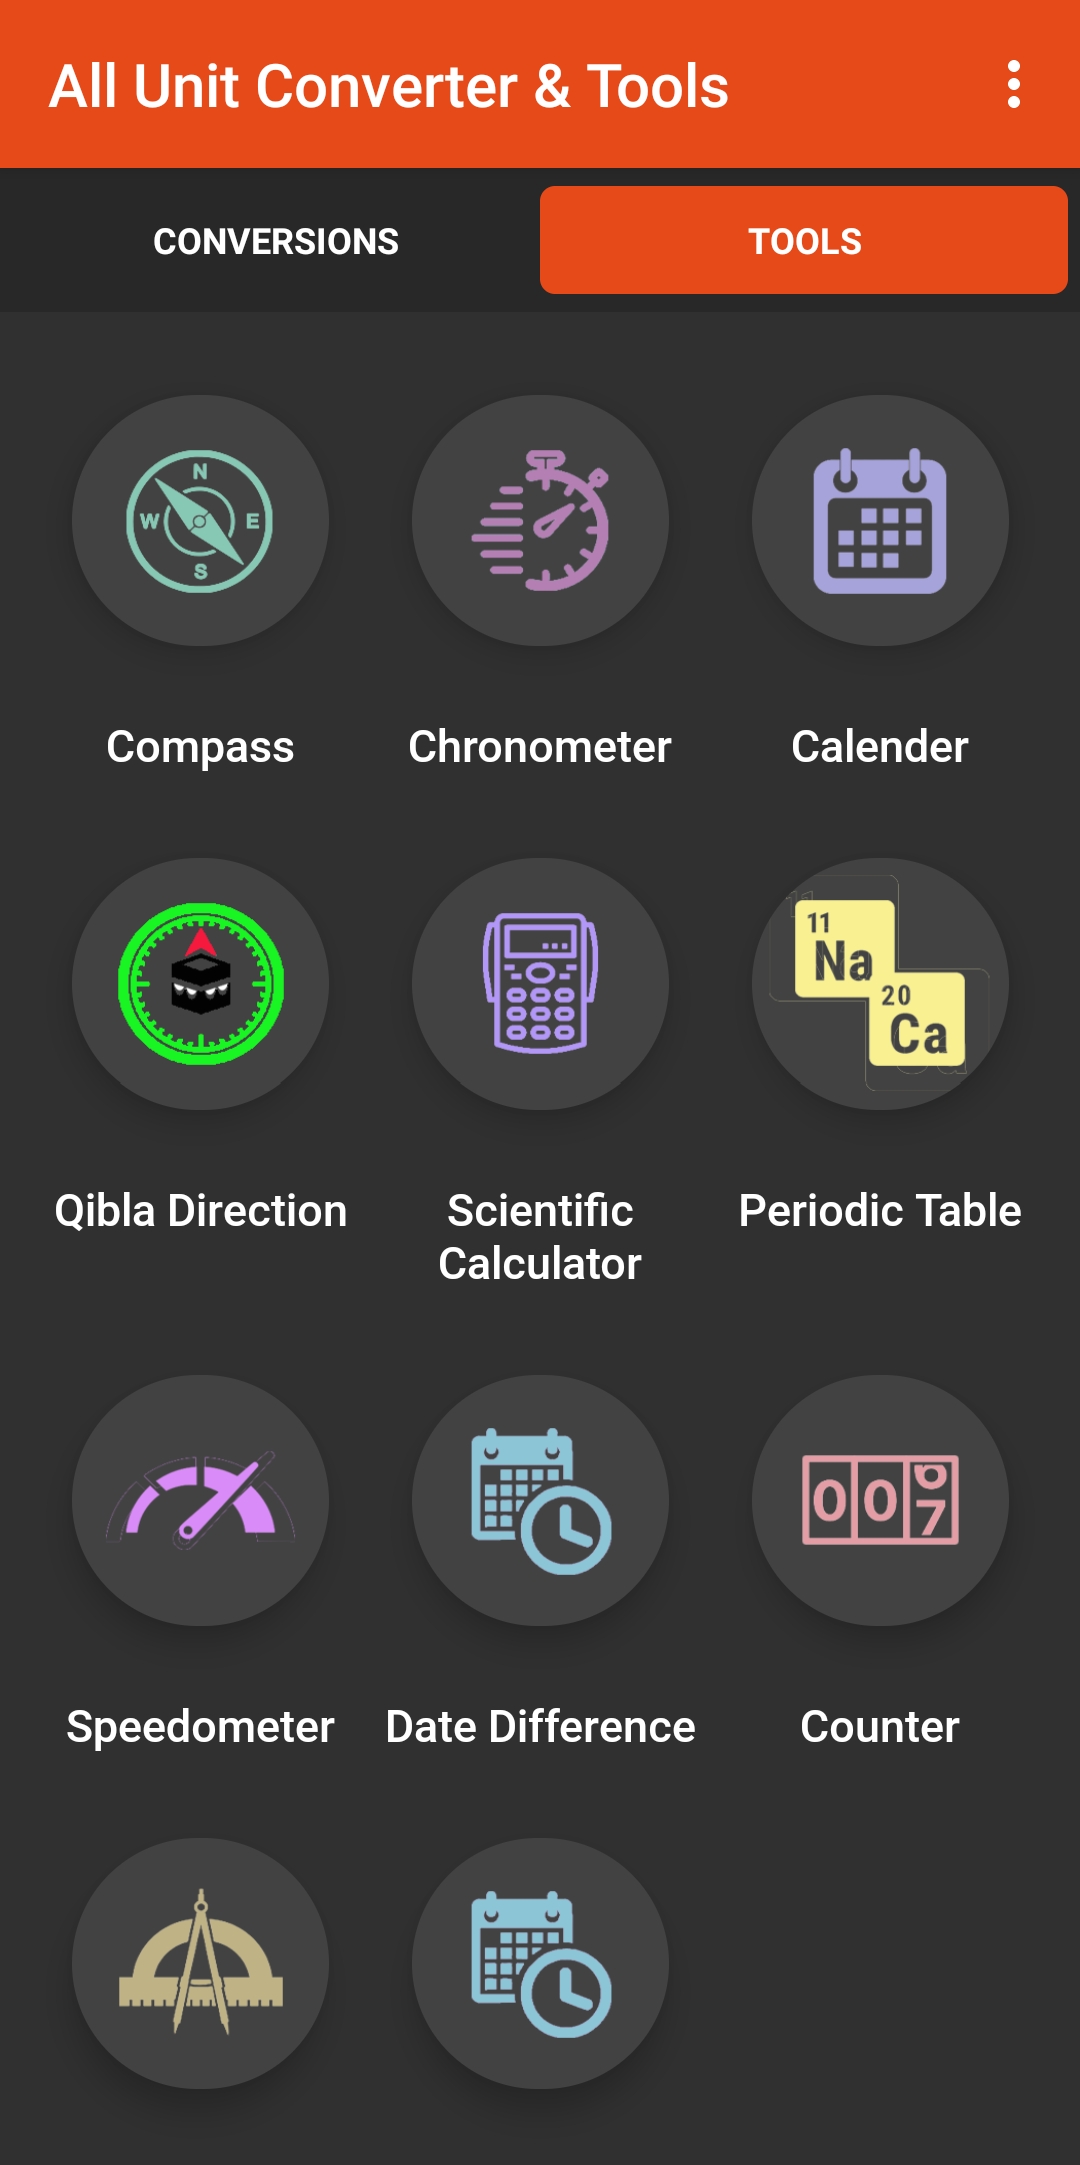 All Unit Converter & Tools
CONVERSIONS
TOOLS
N
W E
S
Compass
Chronometer
Calender
11
Na
20
Ca
Qibla Direction
Scientific
Calculator
Periodic Table
0 0 7
Speedometer
Date Difference
Counter